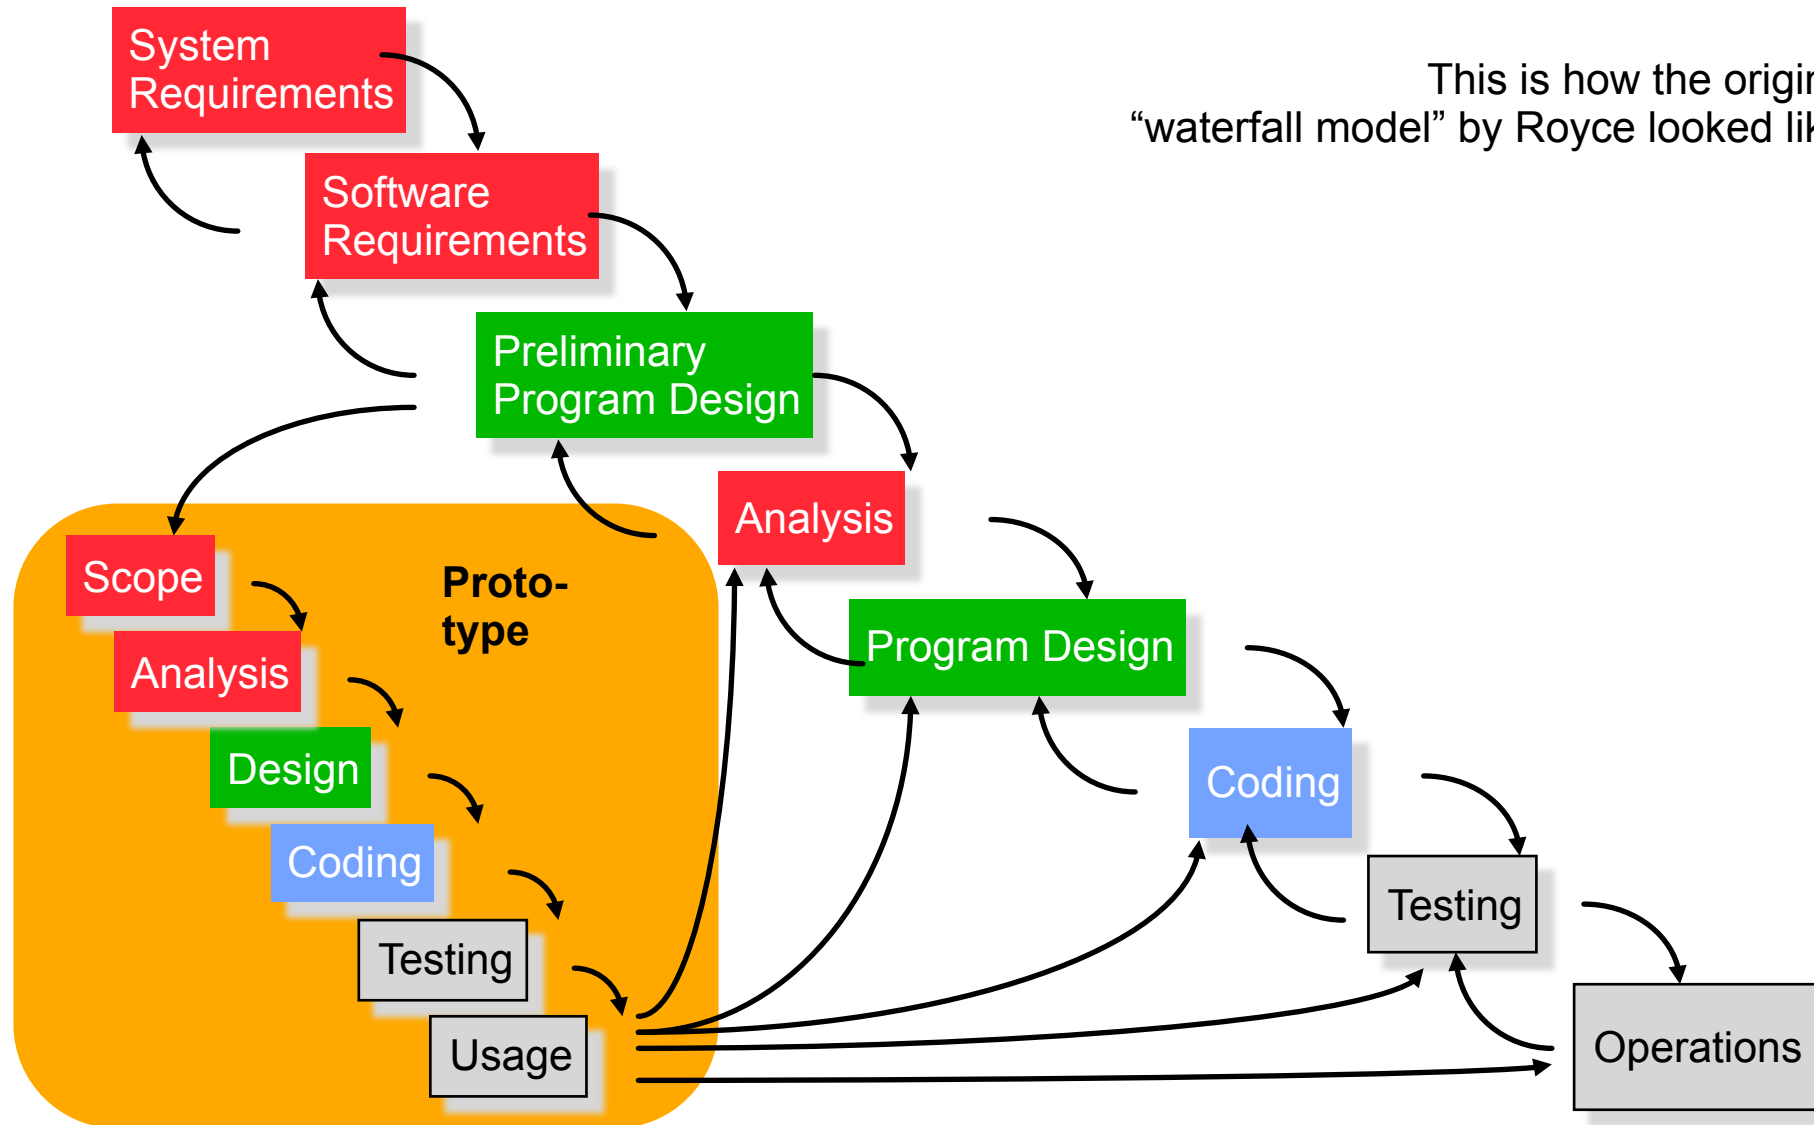 System
Requirements
This is how the origin
“waterfall model” by Royce looked lik
Software
Requirements
Preliminary
Program Design
Analysis
Scope
Proto-
type
Program Design
Analysis
Design
Coding
Coding
Testing
Testing
Usage
Operations